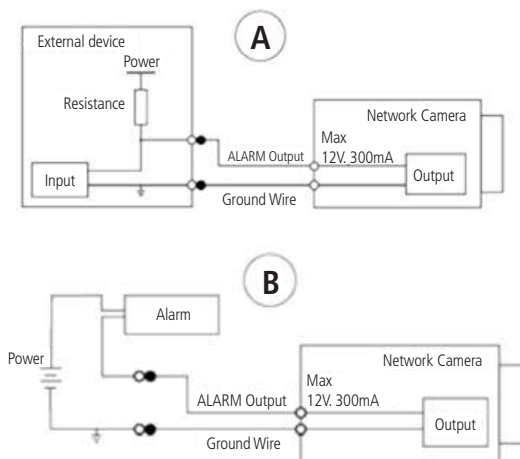 A
External device
Power
Resistance
Input
ALARM Output
Ground Wire
Network Camera
Max
12V. 300mA
Output
B
Alarm
Power
ALARM Output
Ground Wire
Network Camera
Max
12V. 300mA
Output